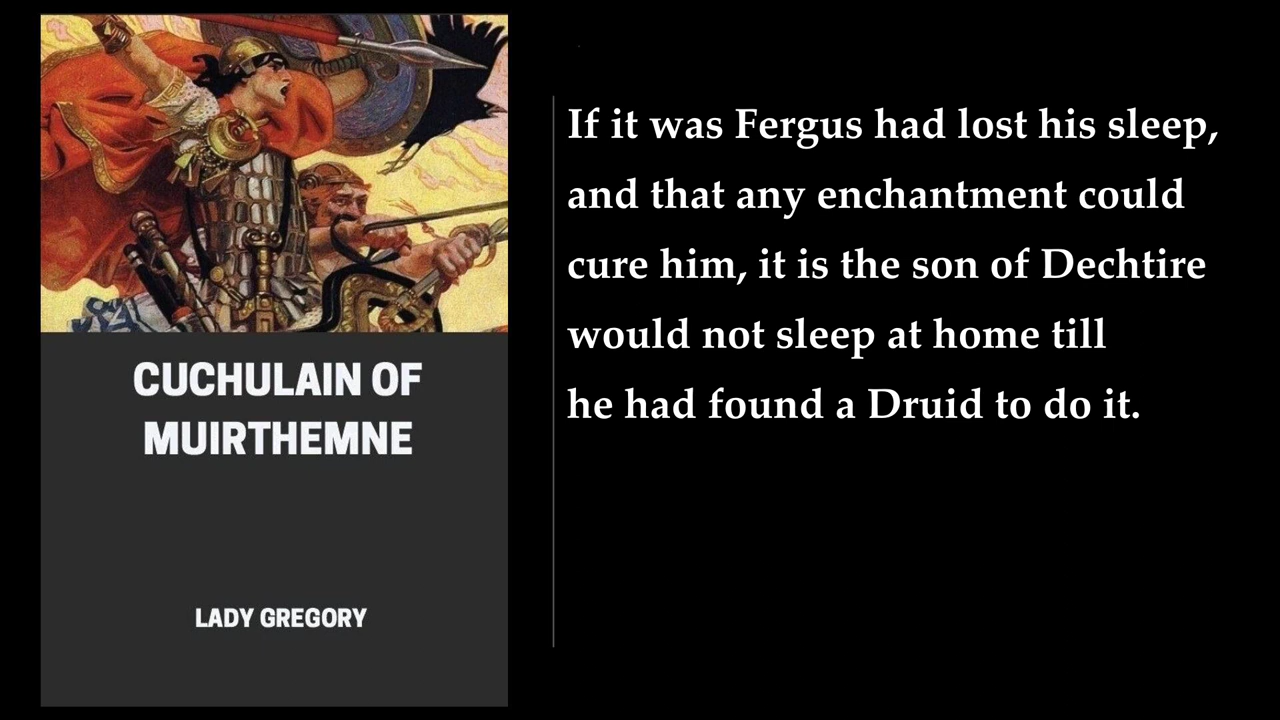 CUCHULAIN OF
MUIRTHEMNE
LADY GREGORY
If it was Fergus had lost his sleep,
and that any enchantment could
cure him, it is the son of Dechtire
would not sleep at home till
he had found a Druid to do it.